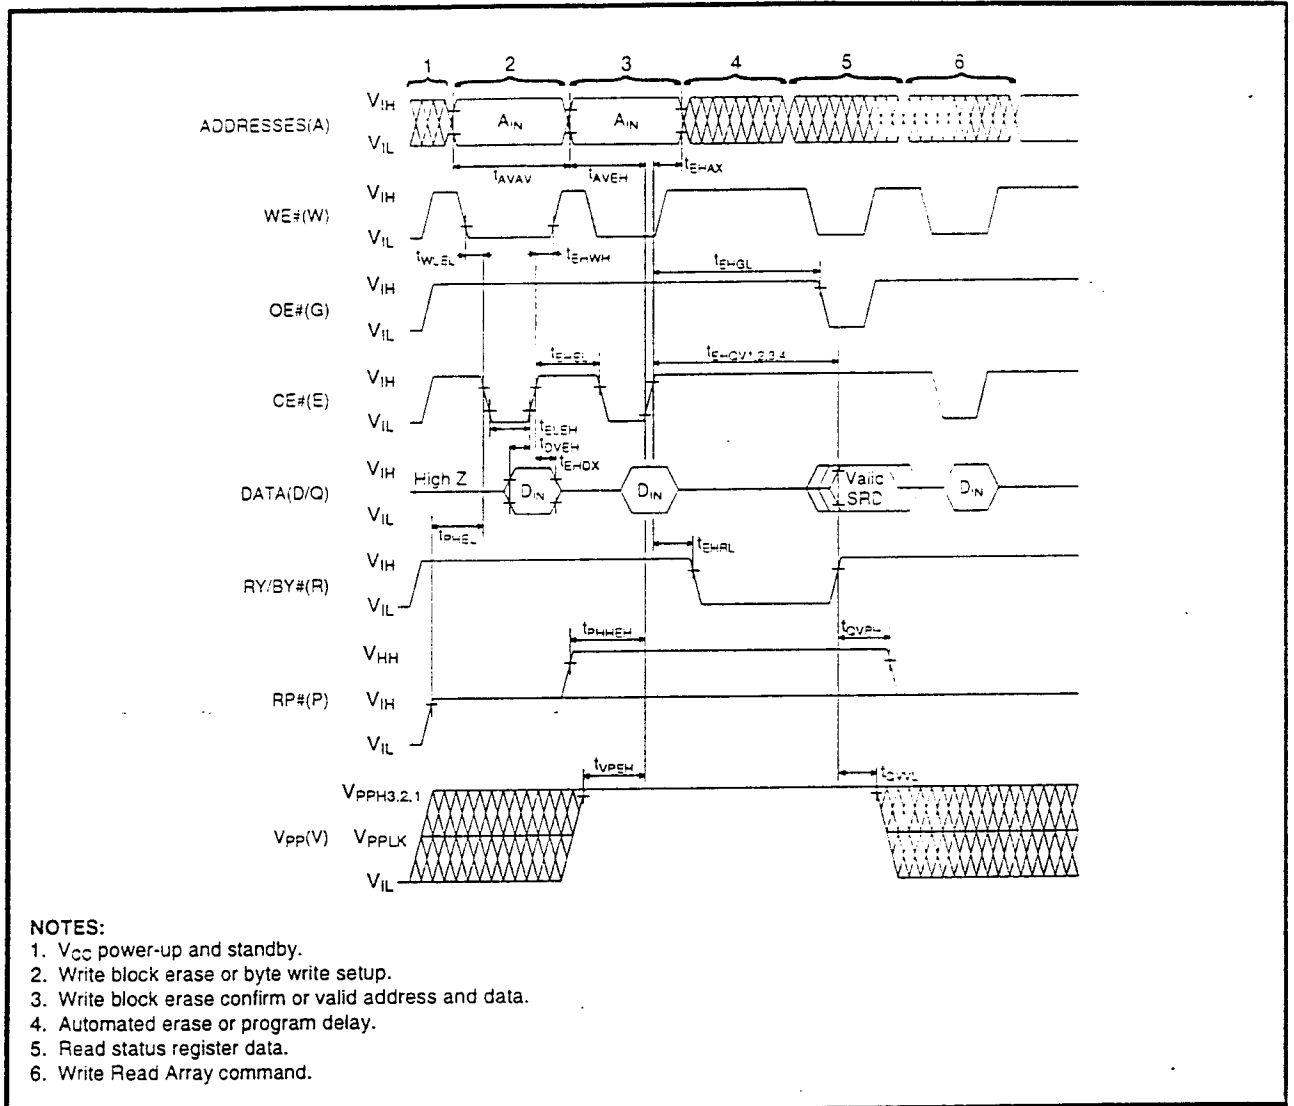 1 2 3 4 5 6
VIH
ADDRESSES(A) AIN AIN
VIL
tAVAV tAVEH tEHAX
VIH
WE#(W)
VIL
tWLEL tEHWH tEHGL
VIH
OE#(G)
VIL
tEHEL tEHQV1,2,3,4
VIH
CE#(E)
VIL
tELEH
tDVEH
tEHDX
VIH
High Z
DATA(D/Q) DIN DIN Valid SRD DIN
VIL
tPHEL tEHRL
VIH
RY/BY#(R)
VIL
tPHHEH tQVPH
VHH
RP#(P) VIH
VIL
tVPEH tQVVL
VPPH3,2,1
VPP(V) VPPLK
VIL
NOTES:
1. VCC power-up and standby.
2. Write block erase or byte write setup.
3. Write block erase confirm or valid address and data.
4. Automated erase or program delay.
5. Read status register data.
6. Write Read Array command.